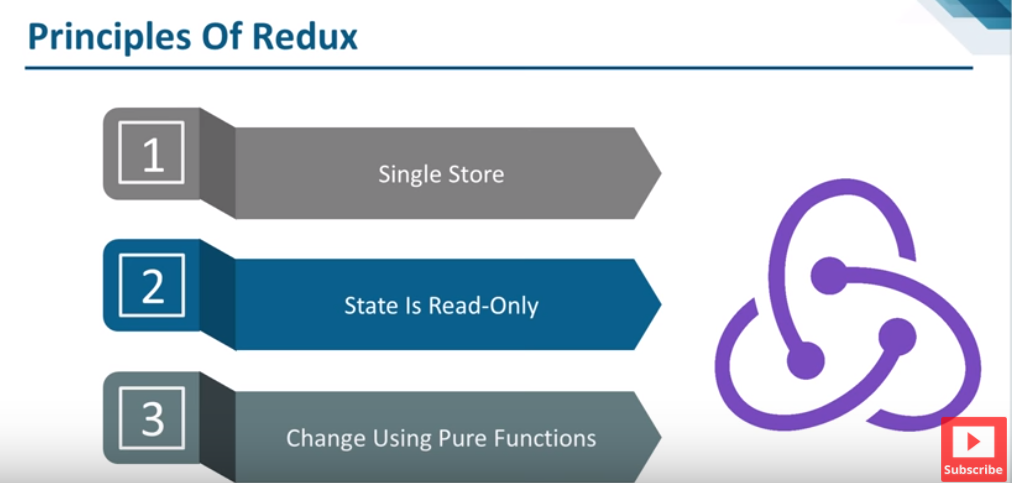 Principles Of Redux
1
Single Store
2
State Is Read-Only
3
Change Using Pure Functions
Subscribe